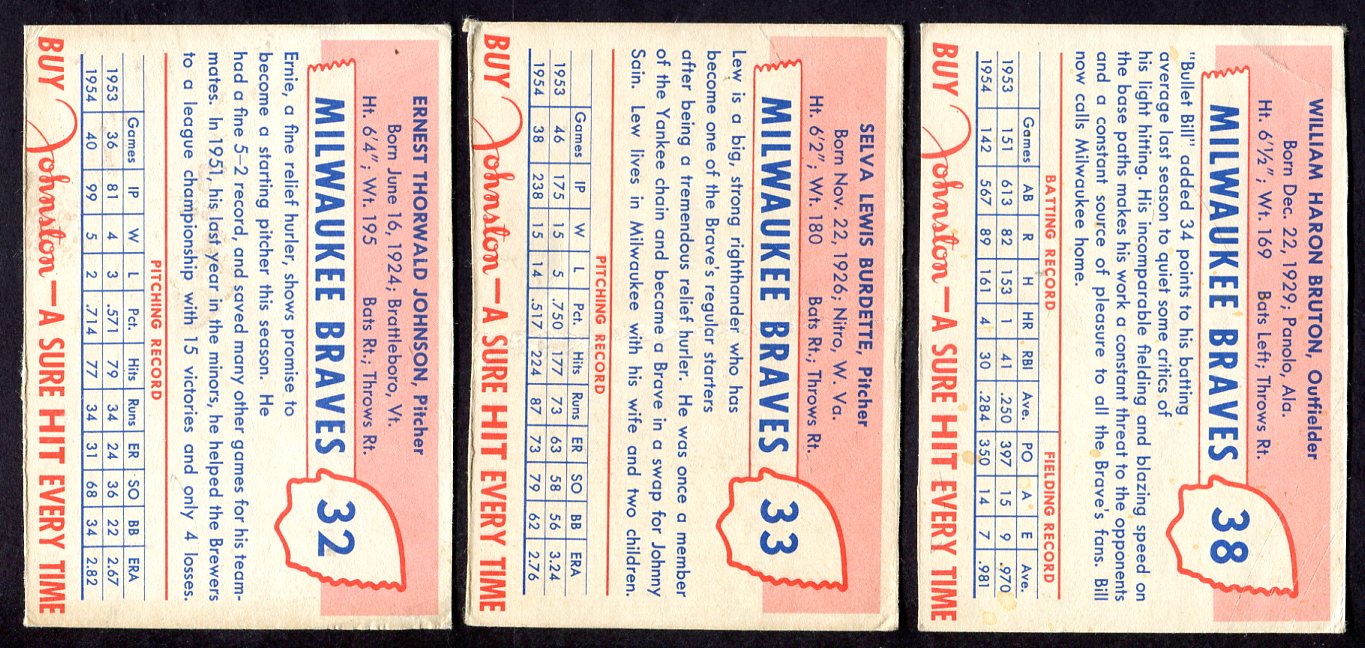 ERNEST THORWALD JOHNSON, Pitcher
Born June 16, 1924; Brattleboro, Vt.
Ht. 6'4"; Wt. 195 Bats Rt.; Throws Rt.
MILWAUKEE BRAVES 32
Ernie, a fine relief hurler, shows promise to
become a starting pitcher this season. He
had a fine 5-2 record, and saved many other games for his team-
mates. In 1951, his last year in the minors, he helped the Brewers
to a league championship with 15 victories and only 4 losses.
PITCHING RECORD
Games IP W L Pct. Hits Runs ER SO BB ERA
1953 36 81 4 3 .571 79 34 24 36 22 2.67
1954 40 99 5 2 .714 77 34 31 68 34 2.82
BUY Johnston — A SURE HIT EVERY TIME
SELVA LEWIS BURDETTE, Pitcher
Born Nov. 22, 1926; Nitro, W. Va.
Ht. 6'2"; Wt. 180 Bats Rt., Throws Rt.
MILWAUKEE BRAVES 33
Lew is a big, strong righthander who has
become one of the Brave's regular starters
after being a tremendous relief hurler. He was once a member
of the Yankee chain and became a Brave in a swap for Johnny
Sain. Lew lives in Milwaukee with his wife and two children.
PITCHING RECORD
Games IP W L Pct. Hits Runs ER SO BB ERA
1953 46 175 15 5 .750 177 73 63 58 56 3.24
1954 38 238 15 14 .517 224 87 73 79 62 2.76
BUY Johnston — A SURE HIT EVERY TIME
WILLIAM HARON BRUTON, Outfielder
Born Dec. 22, 1929; Panolo, Ala.
Ht. 6'½"; Wt. 169 Bats Left; Throws Rt.
MILWAUKEE BRAVES 38
"Bullet Bill" added 34 points to his batting
average last season to quiet some critics of
his light hitting. His incomparable fielding and blazing speed on
the base paths makes his work a constant threat to the opponents
and a constant source of pleasure to all the Brave's fans. Bill
now calls Milwaukee home.
BATTING RECORD FIELDING RECORD
Games AB R H HR RBI Ave. PO A E Ave.
1953 151 613 82 153 1 41 .250 397 15 9 .970
1954 142 567 89 161 4 30 .284 350 14 7 .981
BUY Johnston — A SURE HIT EVERY TIME